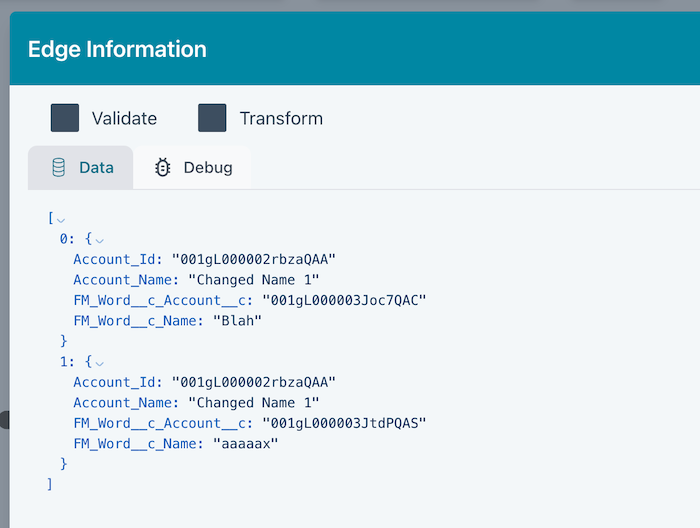 Edge Information
Validate Transform
Data Debug
[
0: {
Account_Id: "001gL000002rbzaQAA"
Account_Name: "Changed Name 1"
FM_Word__c_Account__c: "001gL000003Joc7QAC"
FM_Word__c_Name: "Blah"
}
1: {
Account_Id: "001gL000002rbzaQAA"
Account_Name: "Changed Name 1"
FM_Word__c_Account__c: "001gL000003JtdPQAS"
FM_Word__c_Name: "aaaaax"
}
]